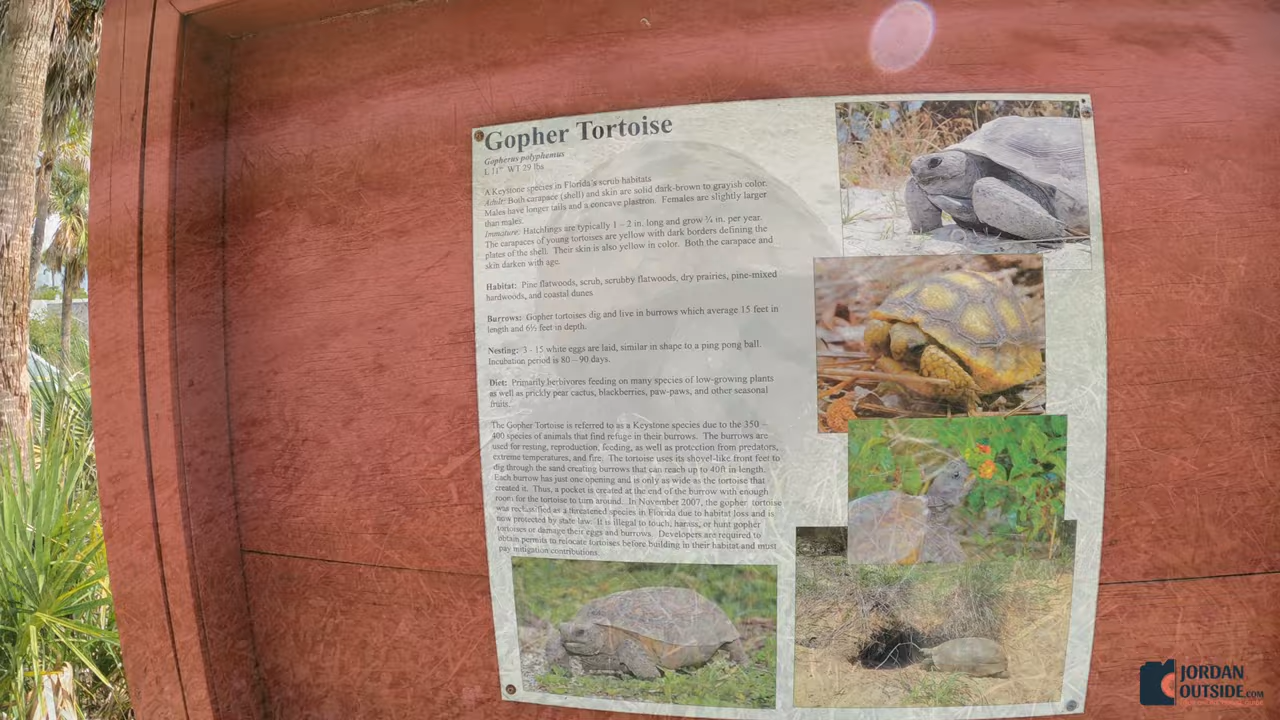 Gopher Tortoise
Gopherus polyphemus
L 11" WT 29 lbs
A Keystone species in Florida's scrub habitats
Adult: Both carapace (shell) and skin are solid dark-brown to grayish color.
Males have longer tails and a concave plastron. Females are slightly larger
than males.
Immature: Hatchlings are typically 1 – 2 in. long and grow ¾ in. per year.
The carapaces of young tortoises are yellow with dark borders defining the
plates of the shell. Their skin is also yellow in color. Both the carapace and
skin darken with age.
Habitat: Pine flatwoods, scrub, scrubby flatwoods, dry prairies, pine-mixed
hardwoods, and coastal dunes
Burrows: Gopher tortoises dig and live in burrows which average 15 feet in
length and 6½ feet in depth.
Nesting: 3 - 15 white eggs are laid, similar in shape to a ping pong ball.
Incubation period is 80 – 90 days.
Diet: Primarily herbivores feeding on many species of low-growing plants
as well as prickly pear cactus, blackberries, paw-paws, and other seasonal
fruits.
The Gopher Tortoise is referred to as a Keystone species due to the 350 –
400 species of animals that find refuge in their burrows. The burrows are
used for resting, reproduction, feeding, as well as protection from predators,
extreme temperatures, and fire. The tortoise uses its shovel-like front feet to
dig through the sand creating burrows that can reach up to 40ft in length.
Each burrow has just one opening and is only as wide as the tortoise that
created it. Thus, a pocket is created at the end of the burrow with enough
room for the tortoise to turn around. In November 2007, the gopher tortoise
was reclassified as a threatened species in Florida due to habitat loss and is
now protected by state law. It is illegal to touch, harass, or hunt gopher
tortoises or damage their eggs and burrows. Developers are required to
obtain permits to relocate tortoises before building in their habitat and must
pay mitigation contributions.
JORDAN
OUTSIDE.COM